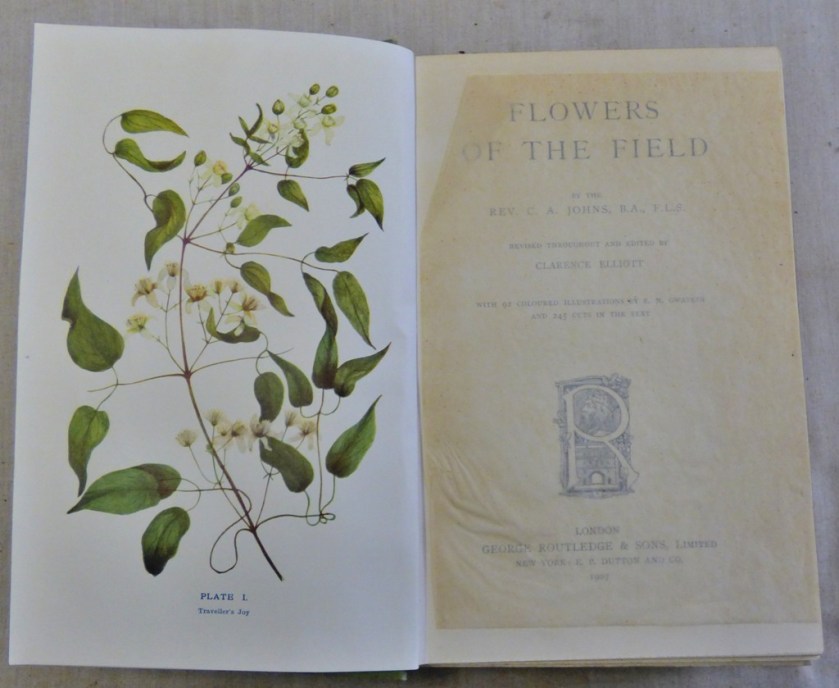 PLATE I.
Traveller's Joy
FLOWERS
OF THE FIELD
BY THE
REV. C. A. JOHNS, B.A., F.L.S.
REVISED THROUGHOUT AND EDITED BY
CLARENCE ELLIOTT
WITH 92 COLOURED ILLUSTRATIONS BY E. N. GWATKIN
AND 245 CUTS IN THE TEXT
R
LONDON
GEORGE ROUTLEDGE & SONS, LIMITED
NEW YORK: E. P. DUTTON AND CO.